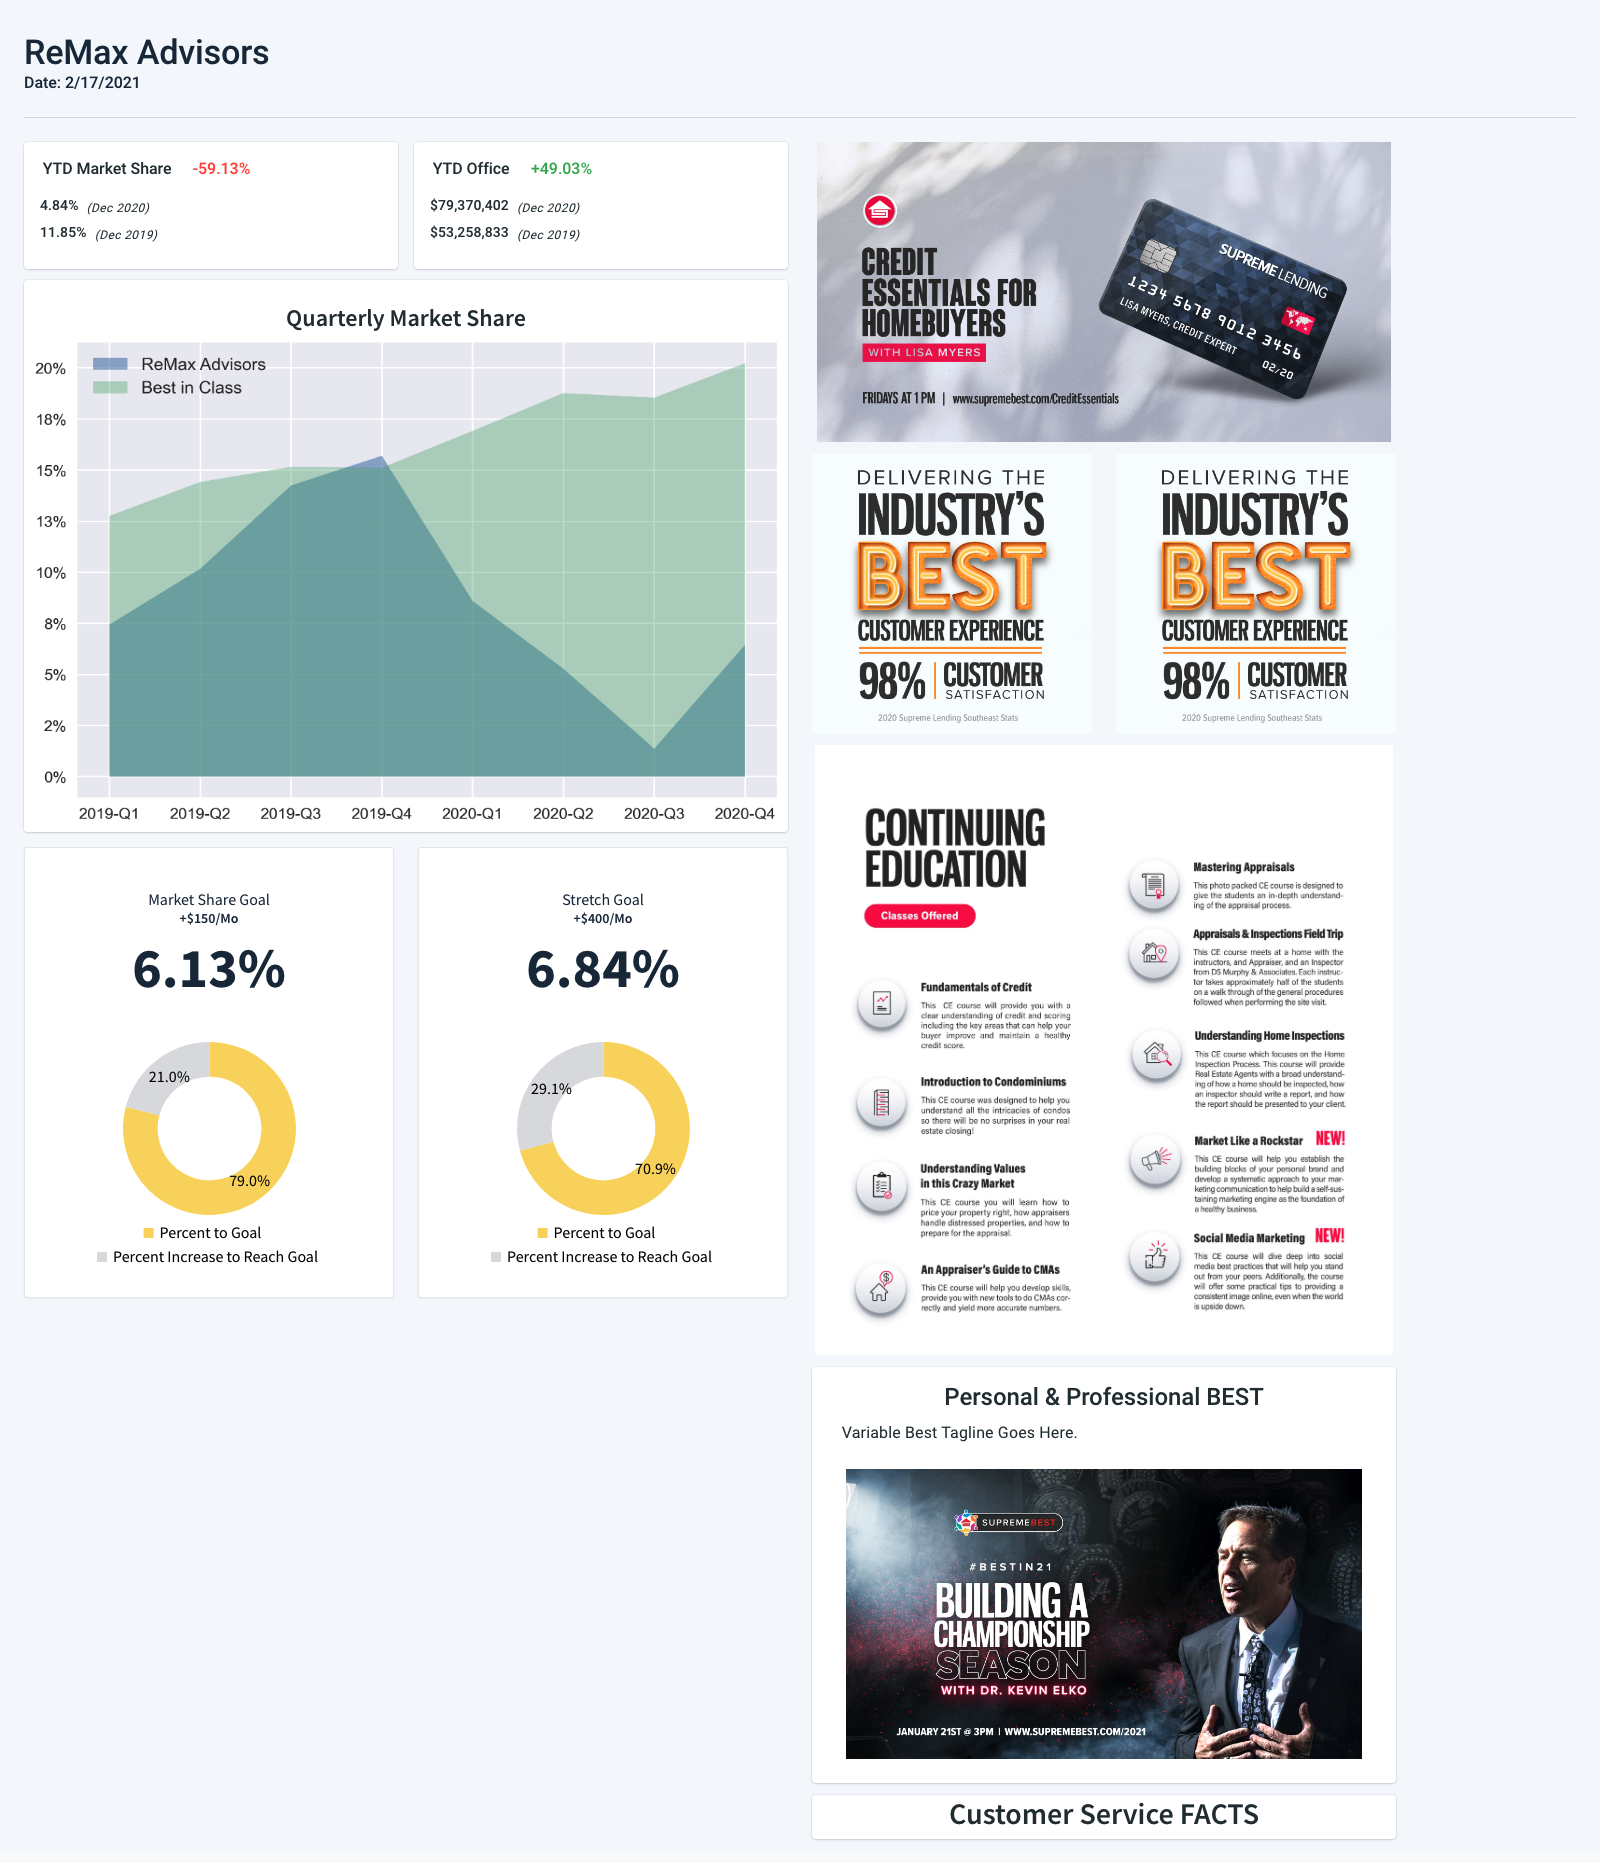 ReMax Advisors
Date: 2/17/2021
YTD Market Share -59.13%
4.84% (Dec 2020)
11.85% (Dec 2019)
YTD Office +49.03%
$79,370,402 (Dec 2020)
$53,258,833 (Dec 2019)
Quarterly Market Share
ReMax Advisors
Best in Class
20%
18%
15%
13%
10%
8%
5%
2%
0%
2019-Q1 2019-Q2 2019-Q3 2019-Q4 2020-Q1 2020-Q2 2020-Q3 2020-Q4
Market Share Goal
+$150/Mo
6.13%
21.0%
79.0%
Percent to Goal
Percent Increase to Reach Goal
Stretch Goal
+$400/Mo
6.84%
29.1%
70.9%
Percent to Goal
Percent Increase to Reach Goal
CREDIT
ESSENTIALS FOR
HOMEBUYERS
WITH LISA MYERS
FRIDAYS AT 1 PM | www.supremebest.com/CreditEssentials
SUPREME LENDING
1234 5678 9012 3456
LISA MYERS, CREDIT EXPERT
02/20
DELIVERING THE
INDUSTRY'S
BEST
CUSTOMER EXPERIENCE
98% CUSTOMER
SATISFACTION
2020 Supreme Lending Southeast Stats
DELIVERING THE
INDUSTRY'S
BEST
CUSTOMER EXPERIENCE
98% CUSTOMER
SATISFACTION
2020 Supreme Lending Southeast Stats
CONTINUING
EDUCATION
Classes Offered
Fundamentals of Credit
This CE course will provide you with a
clear understanding of credit and scoring
including the key areas that can help your
buyer improve and maintain a healthy
credit score.
Introduction to Condominiums
This CE course was designed to help you
understand all the intricacies of condos
so there will be no surprises in your real
estate closing!
Understanding Values
in this Crazy Market
This CE course you will learn how to
price your property right, how appraisers
handle distressed properties, and how to
prepare for the appraisal.
An Appraiser's Guide to CMAs
This CE course will help you develop skills,
provide you with new tools to do CMAs cor-
rectly and yield more accurate numbers.
Mastering Appraisals
This photo packed CE course is designed to
give the students an in-depth understand-
ing of the appraisal process.
Appraisals & Inspections Field Trip
This CE course meets at a home with the
instructors, and Appraiser, and an Inspector
from DS Murphy & Associates. Each instruc-
tor takes approximately half of the students
on a walk through of the general procedures
followed when performing the site visit.
Understanding Home Inspections
This CE course which focuses on the Home
Inspection Process. This course will provide
Real Estate Agents with a broad understand-
ing of how a home should be inspected, how
an inspector should write a report, and how
the report should be presented to your client.
Market Like a Rockstar NEW!
This CE course will help you establish the
building blocks of your personal brand and
develop a systematic approach to your mar-
keting communication to help build a self-sus-
taining marketing engine as the foundation of
a healthy business.
Social Media Marketing NEW!
This CE course will dive deep into social
media best practices that will help you stand
out from your peers. Additionally, the course
will offer some practical tips to providing a
consistent image online, even when the world
is upside down.
Personal & Professional BEST
Variable Best Tagline Goes Here.
SUPREMEBEST
#BESTIN21
BUILDING A
CHAMPIONSHIP
SEASON
WITH DR. KEVIN ELKO
JANUARY 21ST @ 3PM | WWW.SUPREMEBEST.COM/2021
Customer Service FACTS